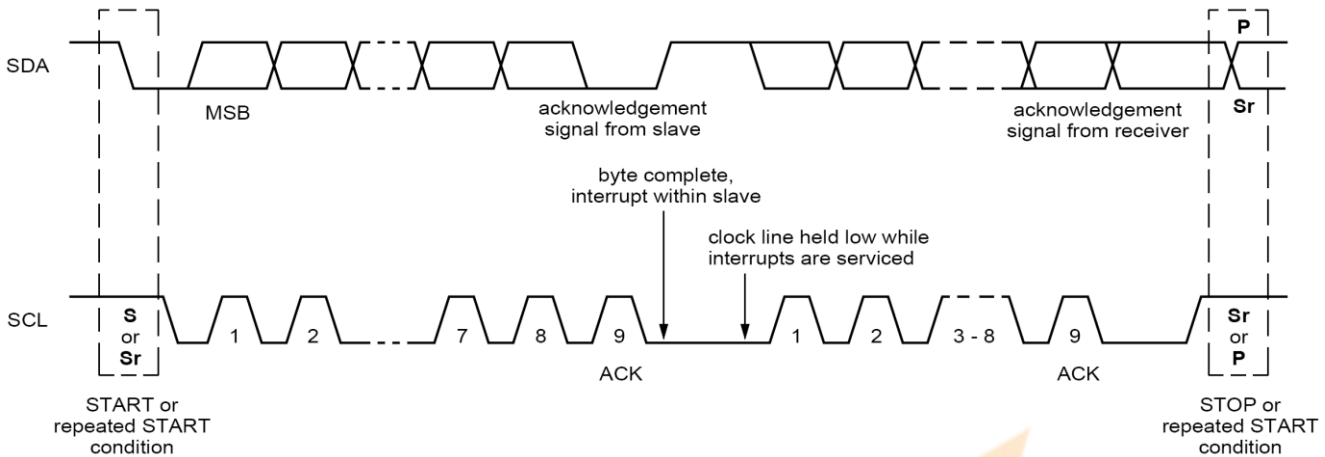 P
SDA
MSB
acknowledgement
signal from slave
acknowledgement
signal from receiver
Sr
byte complete,
interrupt within slave
clock line held low while
interrupts are serviced
SCL
S
or
Sr
1
2
7
8
9
1
2
3 - 8
9
Sr
or
P
ACK
ACK
START or
repeated START
condition
STOP or
repeated START
condition